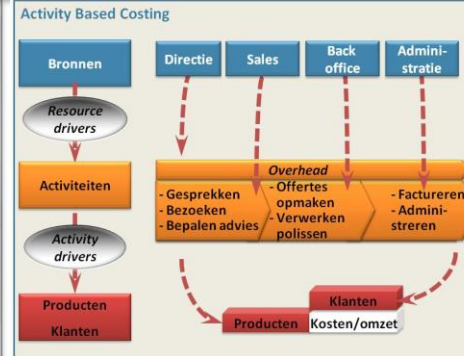 Activity Based Costing
Bronnen
Resource
drivers
Activiteiten
Activity
drivers
Producten
Klanten
Directie
Sales
Back
office
Admini-
stratie
Overhead
- Gesprekken
- Bezoeken
- Bepalen advies
- Offertes
opmaken
- Verwerken
polissen
- Factureren
- Admini-
streren
Klanten
Producten
Kosten/omzet